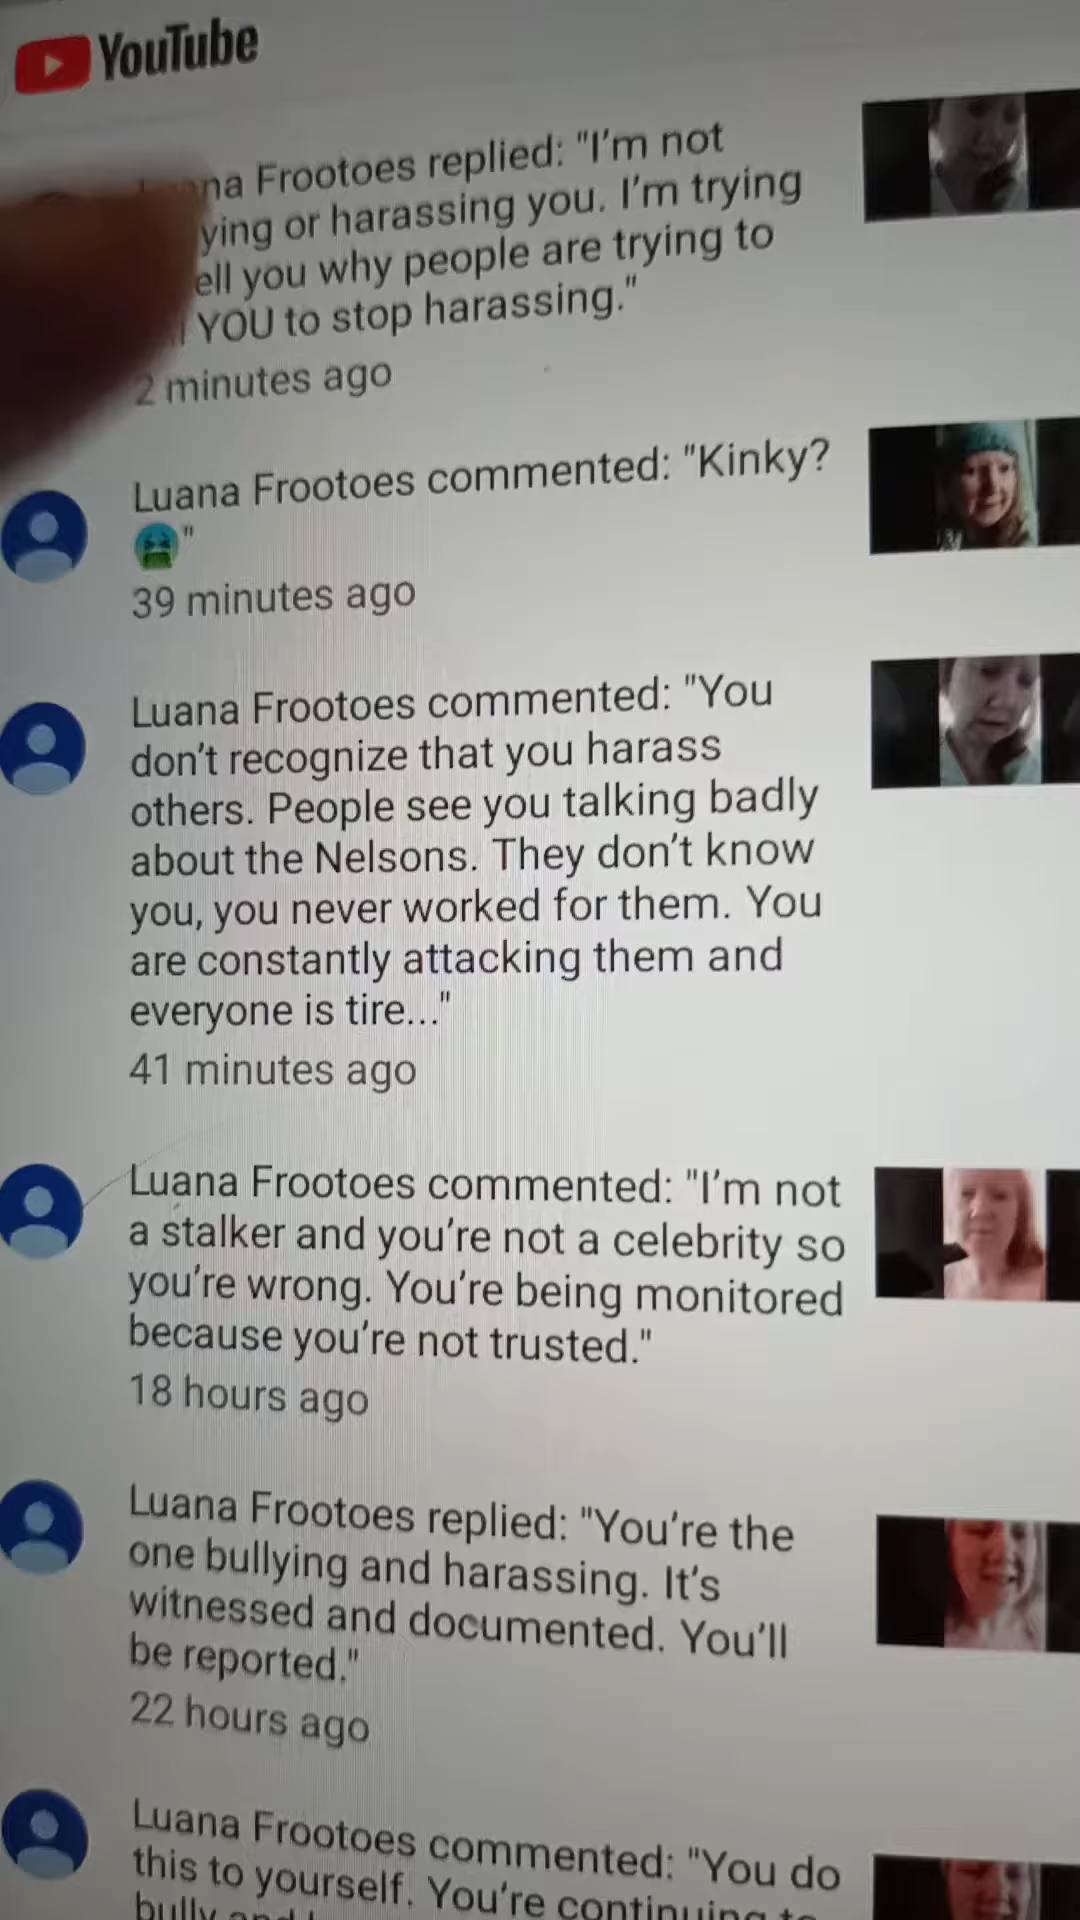 YouTube
na Frootoes replied: "I'm not
ying or harassing you. I'm trying
ell you why people are trying to
YOU to stop harassing."
2 minutes ago
Luana Frootoes commented: "Kinky?
🤮"
39 minutes ago
Luana Frootoes commented: "You
don't recognize that you harass
others. People see you talking badly
about the Nelsons. They don't know
you, you never worked for them. You
are constantly attacking them and
everyone is tire..."
41 minutes ago
Luana Frootoes commented: "I'm not
a stalker and you're not a celebrity so
you're wrong. You're being monitored
because you're not trusted."
18 hours ago
Luana Frootoes replied: "You're the
one bullying and harassing. It's
witnessed and documented. You'll
be reported."
22 hours ago
Luana Frootoes commented: "You do
this to yourself. You're continuing to
bully and